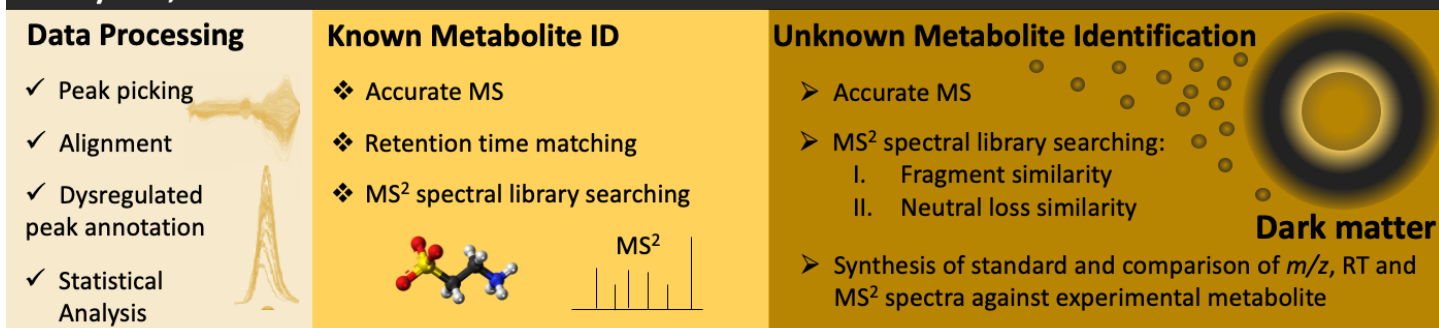 Data Processing
✓ Peak picking
✓ Alignment
✓ Dysregulated
peak annotation
✓ Statistical
Analysis
Known Metabolite ID
❖ Accurate MS
❖ Retention time matching
❖ MS² spectral library searching
MS²
Unknown Metabolite Identification
➢ Accurate MS
➢ MS² spectral library searching:
I. Fragment similarity
II. Neutral loss similarity
Dark matter
➢ Synthesis of standard and comparison of m/z, RT and
MS² spectra against experimental metabolite